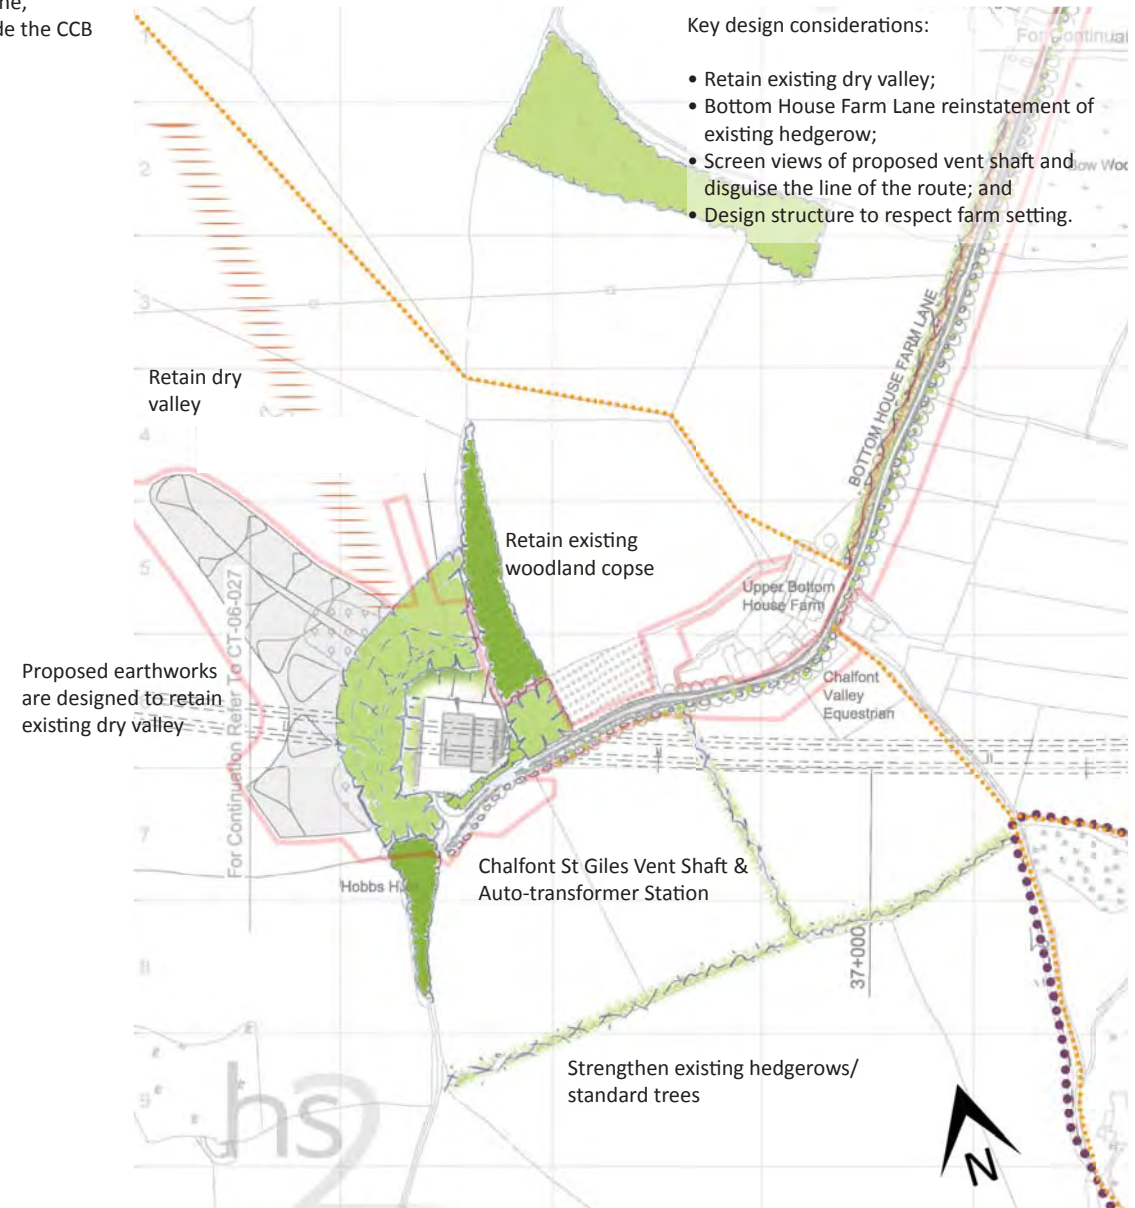 de the CCB
Key design considerations:
• Retain existing dry valley;
• Bottom House Farm Lane reinstatement of
existing hedgerow;
• Screen views of proposed vent shaft and
disguise the line of the route; and
• Design structure to respect farm setting.
For Continua
1
2
3
4
5
7
8
9
BOTTOM HOUSE FARM LANE
Retain dry
valley
Retain existing
woodland copse
Upper Bottom
House Farm
For Continuation Refer To CT-06-027
Proposed earthworks
are designed to retain
existing dry valley
Chalfont
Valley
Equestrian
Chalfont St Giles Vent Shaft &
Auto-transformer Station
Hobbs
37+000
Strengthen existing hedgerows/
standard trees
hs2
N